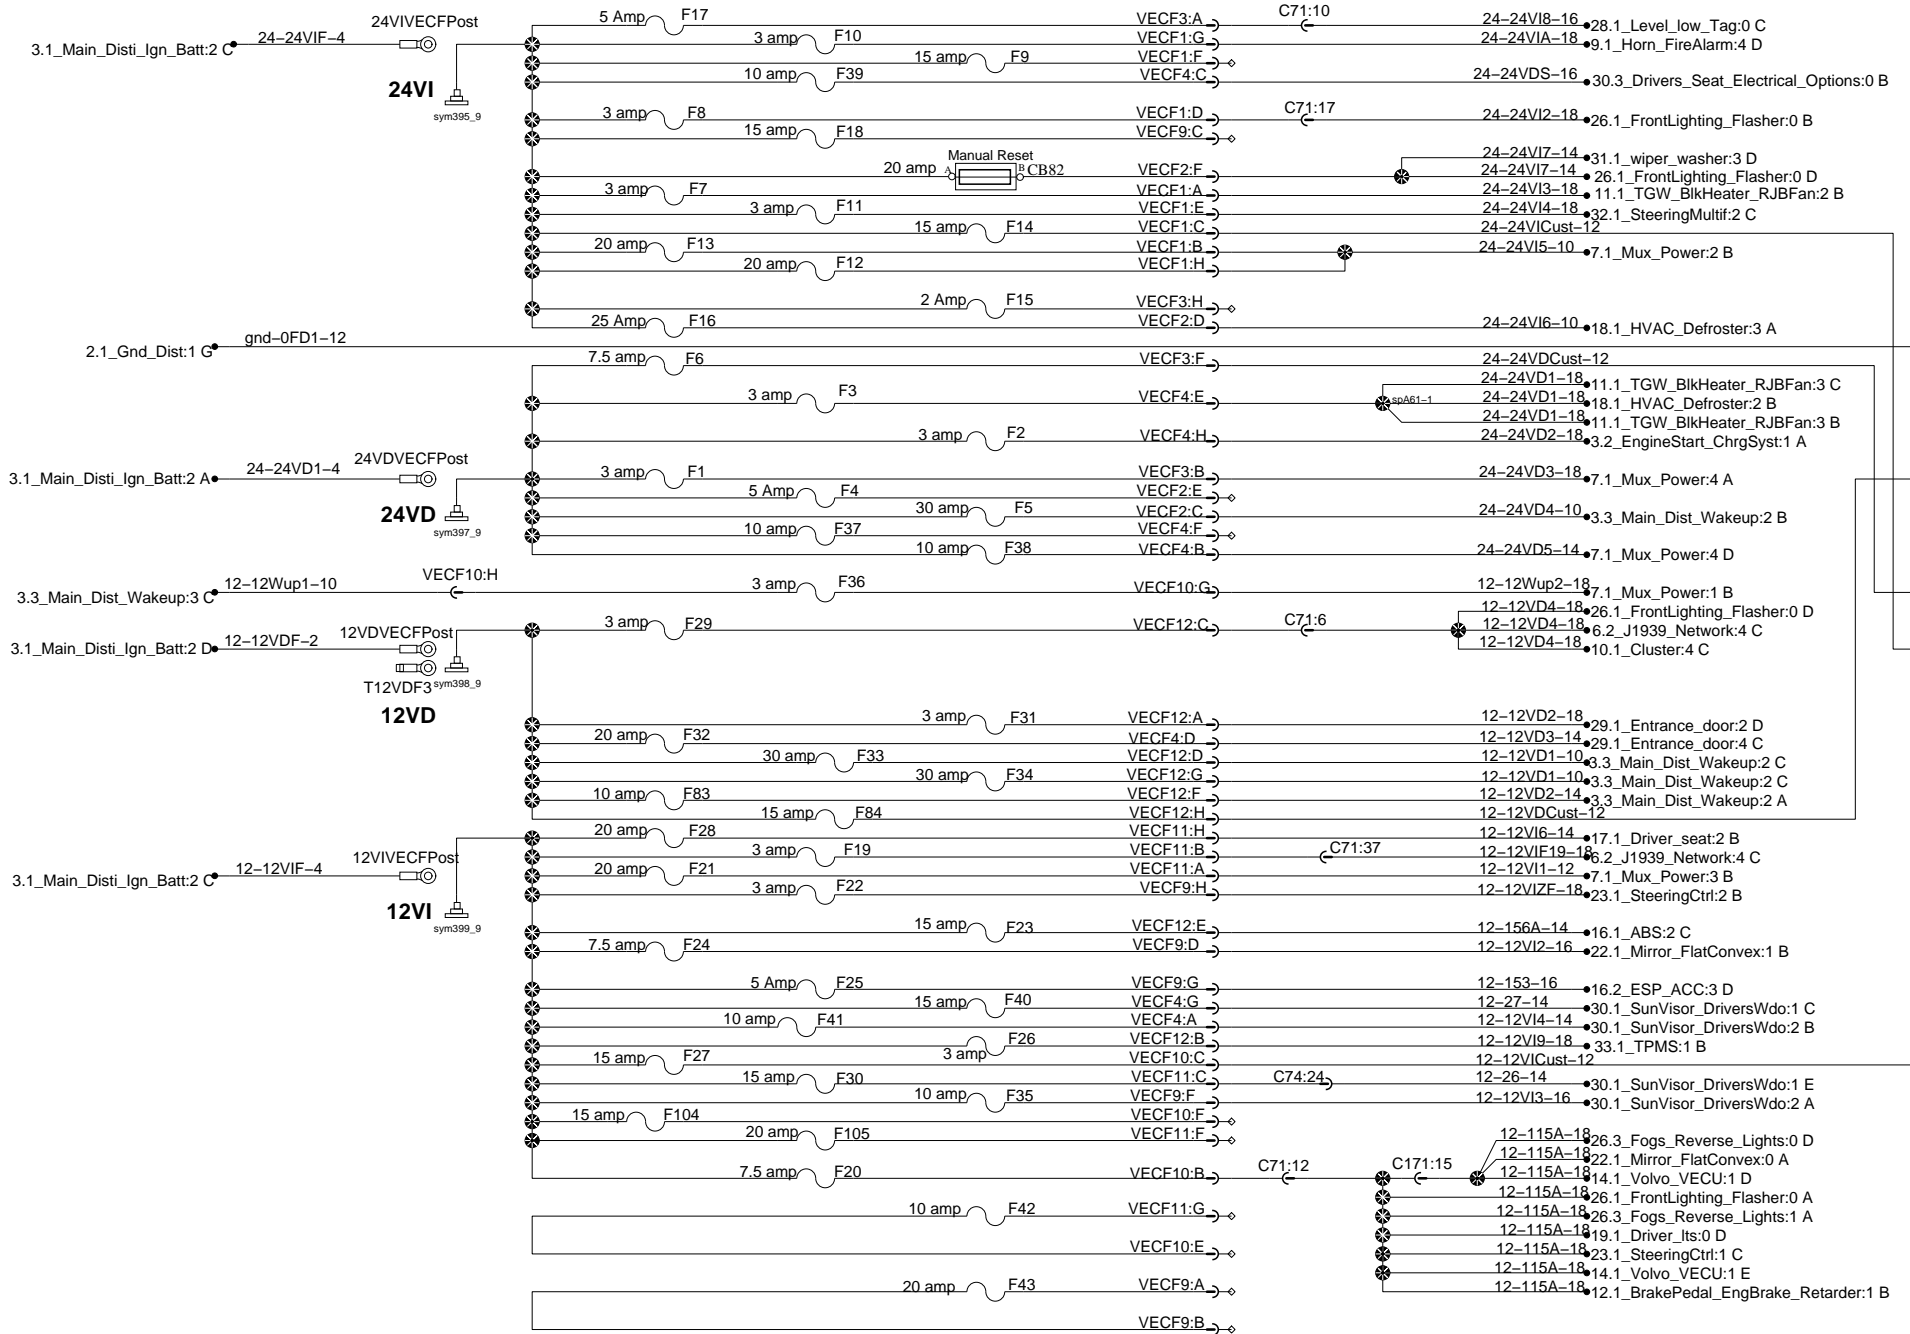 5 Amp F17 VECF3:A C71:10 24-24VI8-16 28.1_Level_low_Tag:0 C
24VIVECFPost
3.1_Main_Disti_Ign_Batt:2 C 24-24VIF-4 3 amp F10 VECF1:G 24-24VIA-18 9.1_Horn_FireAlarm:4 D
15 amp F9 VECF1:F
24VI 10 amp F39 VECF4:C 24-24VDS-16 30.3_Drivers_Seat_Electrical_Options:0 B
sym395_9
3 amp F8 VECF1:D C71:17 24-24VI2-18 26.1_FrontLighting_Flasher:0 B
15 amp F18 VECF9:C
Manual Reset 24-24VI7-14 31.1_wiper_washer:3 D
20 amp A B CB82 VECF2:F 24-24VI7-14 26.1_FrontLighting_Flasher:0 D
3 amp F7 VECF1:A 24-24VI3-18 11.1_TGW_BlkHeater_RJBFan:2 B
3 amp F11 VECF1:E 24-24VI4-18 32.1_SteeringMultif:2 C
15 amp F14 VECF1:C 24-24VICust-12
20 amp F13 VECF1:B 24-24VI5-10 7.1_Mux_Power:2 B
20 amp F12 VECF1:H
2 Amp F15 VECF3:H
25 Amp F16 VECF2:D 24-24VI6-10 18.1_HVAC_Defroster:3 A
2.1_Gnd_Dist:1 G gnd-0FD1-12
7.5 amp F6 VECF3:F 24-24VDCust-12
24-24VD1-18 11.1_TGW_BlkHeater_RJBFan:3 C
3 amp F3 VECF4:E spA61-1 24-24VD1-18 18.1_HVAC_Defroster:2 B
24-24VD1-18 11.1_TGW_BlkHeater_RJBFan:3 B
3 amp F2 VECF4:H 24-24VD2-18 3.2_EngineStart_ChrgSyst:1 A
24VDVECFPost
3.1_Main_Disti_Ign_Batt:2 A 24-24VD1-4 3 amp F1 VECF3:B 24-24VD3-18 7.1_Mux_Power:4 A
5 Amp F4 VECF2:E
24VD 30 amp F5 VECF2:C 24-24VD4-10 3.3_Main_Dist_Wakeup:2 B
sym397_9 10 amp F37 VECF4:F
10 amp F38 VECF4:B 24-24VD5-14 7.1_Mux_Power:4 D
3.3_Main_Dist_Wakeup:3 C 12-12Wup1-10 VECF10:H 3 amp F36 VECF10:G 12-12Wup2-18 7.1_Mux_Power:1 B
12-12VD4-18 26.1_FrontLighting_Flasher:0 D
12VDVECFPost 3 amp F29 VECF12:C C71:6 12-12VD4-18 6.2_J1939_Network:4 C
3.1_Main_Disti_Ign_Batt:2 D 12-12VDF-2 12-12VD4-18 10.1_Cluster:4 C
T12VDF3 sym398_9
12VD
3 amp F31 VECF12:A 12-12VD2-18 29.1_Entrance_door:2 D
20 amp F32 VECF4:D 12-12VD3-14 29.1_Entrance_door:4 C
30 amp F33 VECF12:D 12-12VD1-10 3.3_Main_Dist_Wakeup:2 C
30 amp F34 VECF12:G 12-12VD1-10 3.3_Main_Dist_Wakeup:2 C
10 amp F83 VECF12:F 12-12VD2-14 3.3_Main_Dist_Wakeup:2 A
15 amp F84 VECF12:H 12-12VDCust-12
20 amp F28 VECF11:H 12-12VI6-14 17.1_Driver_seat:2 B
12VIVECFPost 3 amp F19 VECF11:B C71:37 12-12VIF19-18 6.2_J1939_Network:4 C
3.1_Main_Disti_Ign_Batt:2 C 12-12VIF-4 20 amp F21 VECF11:A 12-12VI1-12 7.1_Mux_Power:3 B
3 amp F22 VECF9:H 12-12VIZF-18 23.1_SteeringCtrl:2 B
12VI
sym399_9 15 amp F23 VECF12:E 12-156A-14 16.1_ABS:2 C
7.5 amp F24 VECF9:D 12-12VI2-16 22.1_Mirror_FlatConvex:1 B
5 Amp F25 VECF9:G 12-153-16 16.2_ESP_ACC:3 D
15 amp F40 VECF4:G 12-27-14 30.1_SunVisor_DriversWdo:1 C
10 amp F41 VECF4:A 12-12VI4-14 30.1_SunVisor_DriversWdo:2 B
3 amp F26 VECF12:B 12-12VI9-18 33.1_TPMS:1 B
15 amp F27 VECF10:C 12-12VICust-12
15 amp F30 VECF11:C C74:24 12-26-14 30.1_SunVisor_DriversWdo:1 E
10 amp F35 VECF9:F 12-12VI3-16 30.1_SunVisor_DriversWdo:2 A
15 amp F104 VECF10:F
20 amp F105 VECF11:F 12-115A-18 26.3_Fogs_Reverse_Lights:0 D
12-115A-18 22.1_Mirror_FlatConvex:0 A
7.5 amp F20 VECF10:B C71:12 C171:15 12-115A-18 14.1_Volvo_VECU:1 D
12-115A-18 26.1_FrontLighting_Flasher:0 A
10 amp F42 VECF11:G 12-115A-18 26.3_Fogs_Reverse_Lights:1 A
12-115A-18 19.1_Driver_lts:0 D
VECF10:E 12-115A-18 23.1_SteeringCtrl:1 C
12-115A-18 14.1_Volvo_VECU:1 E
20 amp F43 VECF9:A 12-115A-18 12.1_BrakePedal_EngBrake_Retarder:1 B
VECF9:B